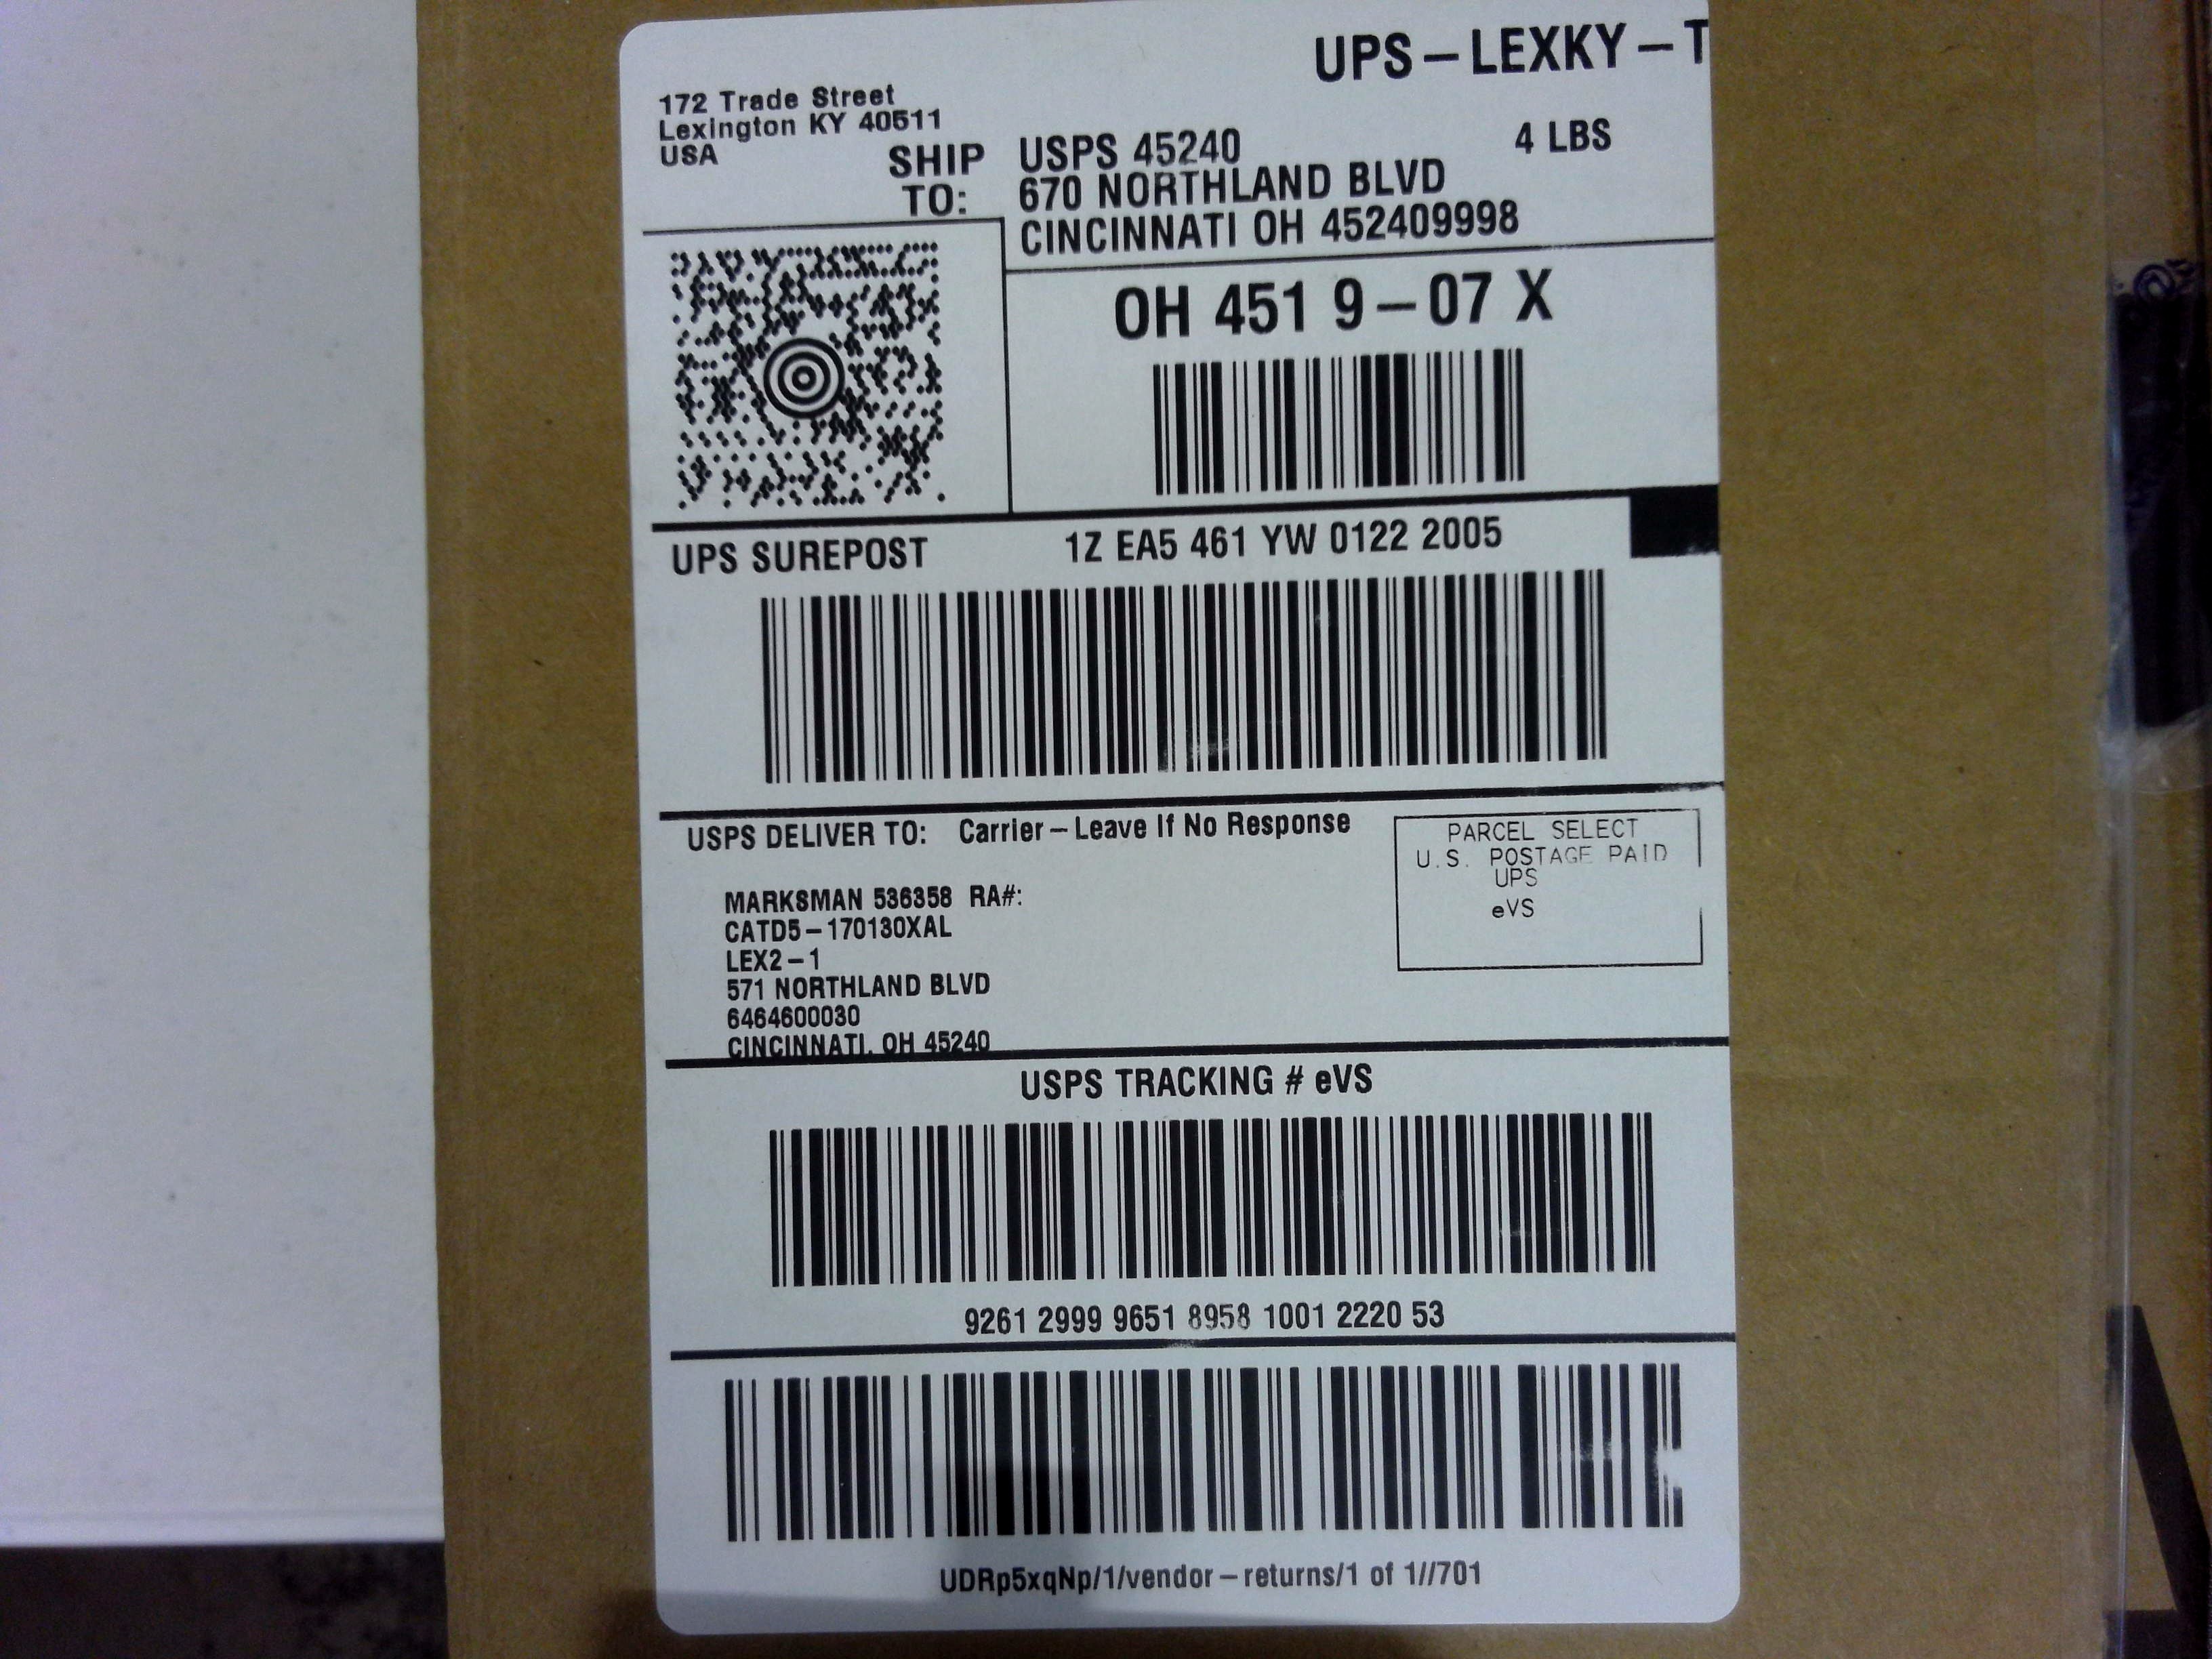 UPS – LEXKY – T
172 Trade Street
Lexington KY 40511
USA
4 LBS
SHIP TO:
USPS 45240
670 NORTHLAND BLVD
CINCINNATI OH 452409998
OH 451 9 – 07 X
UPS SUREPOST
1Z EA5 461 YW 0122 2005
USPS DELIVER TO: Carrier – Leave If No Response
PARCEL SELECT
U.S. POSTAGE PAID
UPS
eVS
MARKSMAN 536358 RA#:
CATD5 – 170130XAL
LEX2 – 1
571 NORTHLAND BLVD
6464600030
CINCINNATI, OH 45240
USPS TRACKING # eVS
9261 2999 9651 8958 1001 2220 53
UDRp5xqNp/1/vendor – returns/1 of 1//701